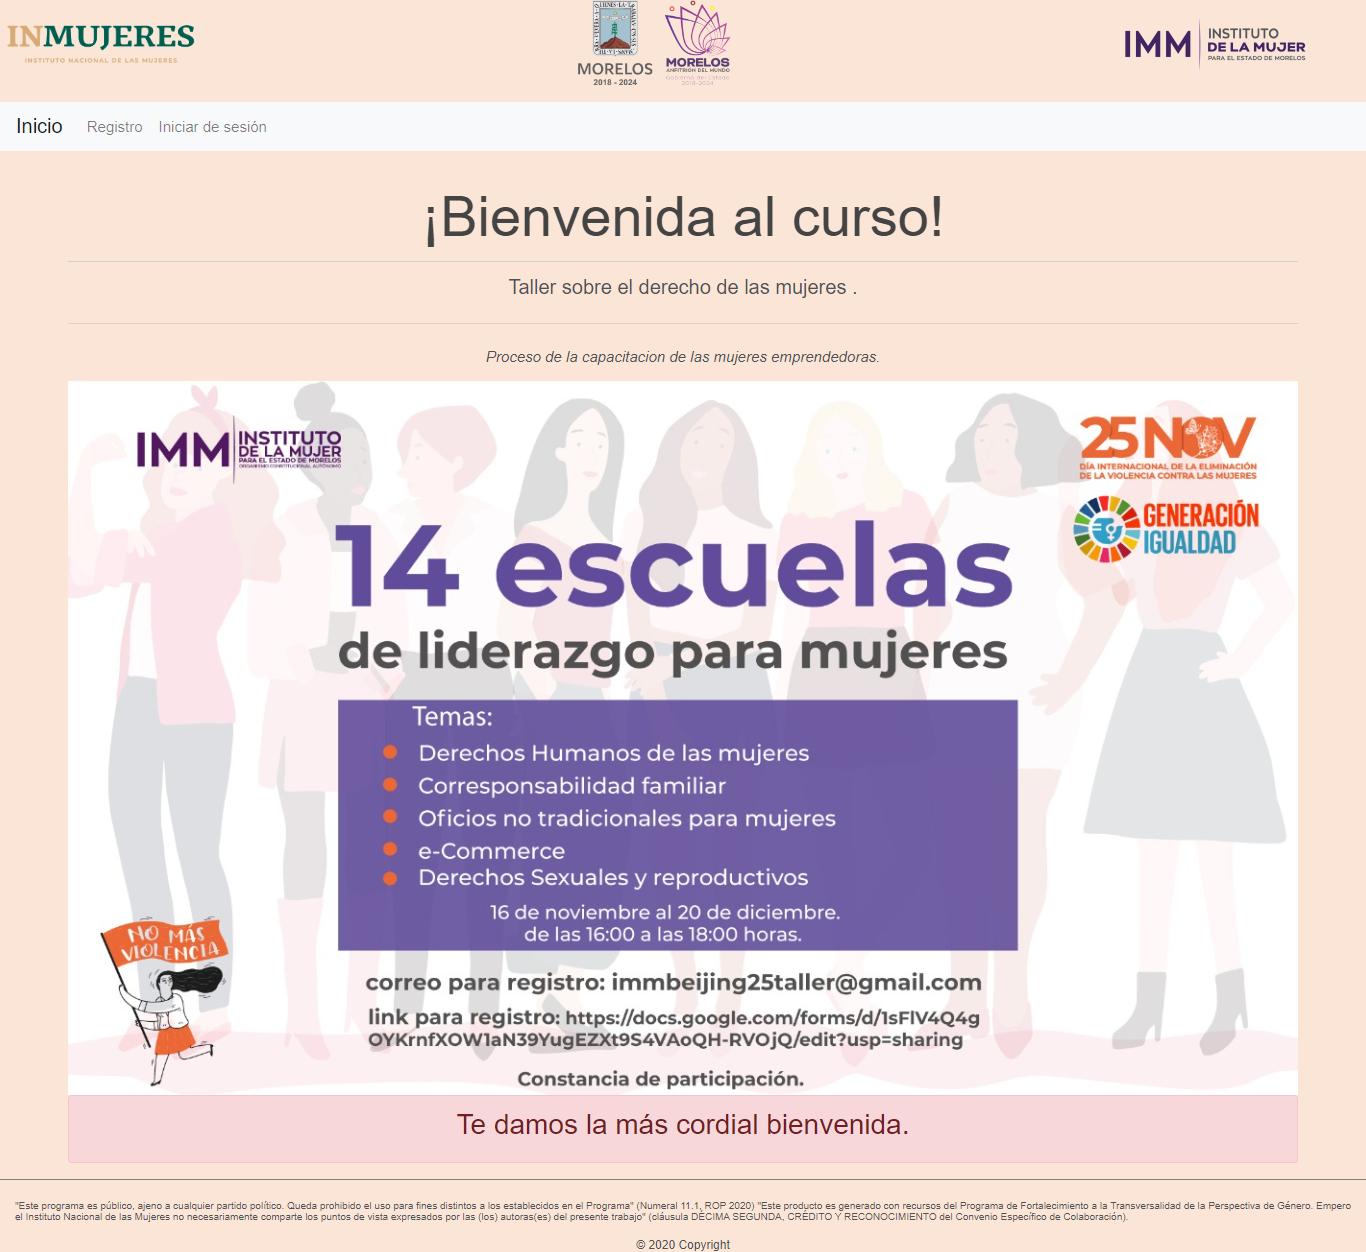 INMUJERES
INSTITUTO NACIONAL DE LAS MUJERES
MORELOS
2018 - 2024
MORELOS
ANFITRIÓN DEL MUNDO
Gobierno del Estado
2018-2024
IMM INSTITUTO
DE LA MUJER
PARA EL ESTADO DE MORELOS
Inicio Registro Iniciar de sesión
¡Bienvenida al curso!
Taller sobre el derecho de las mujeres .
Proceso de la capacitacion de las mujeres emprendedoras.
IMM INSTITUTO
DE LA MUJER
PARA EL ESTADO DE MORELOS
ORGANISMO CONSTITUCIONAL AUTÓNOMO
25 NOV
DÍA INTERNACIONAL DE LA ELIMINACIÓN
DE LA VIOLENCIA CONTRA LAS MUJERES
GENERACIÓN
IGUALDAD
14 escuelas
de liderazgo para mujeres
Temas:
Derechos Humanos de las mujeres
Corresponsabilidad familiar
Oficios no tradicionales para mujeres
e-Commerce
Derechos Sexuales y reproductivos
16 de noviembre al 20 de diciembre.
de las 16:00 a las 18:00 horas.
NO MÁS
VIOLENCIA
correo para registro: immbeijing25taller@gmail.com
link para registro: https://docs.google.com/forms/d/1sFIV4Q4g
OYKrnfXOW1aN39YugEZXt9S4VAoQH-RVOjQ/edit?usp=sharing
Constancia de participación.
Te damos la más cordial bienvenida.
"Este programa es público, ajeno a cualquier partido político. Queda prohibido el uso para fines distintos a los establecidos en el Programa" (Numeral 11.1, ROP 2020) "Este producto es generado con recursos del Programa de Fortalecimiento a la Transversalidad de la Perspectiva de Género. Empero
el Instituto Nacional de las Mujeres no necesariamente comparte los puntos de vista expresados por las (los) autoras(es) del presente trabajo" (cláusula DÉCIMA SEGUNDA, CRÉDITO Y RECONOCIMIENTO del Convenio Específico de Colaboración).
© 2020 Copyright